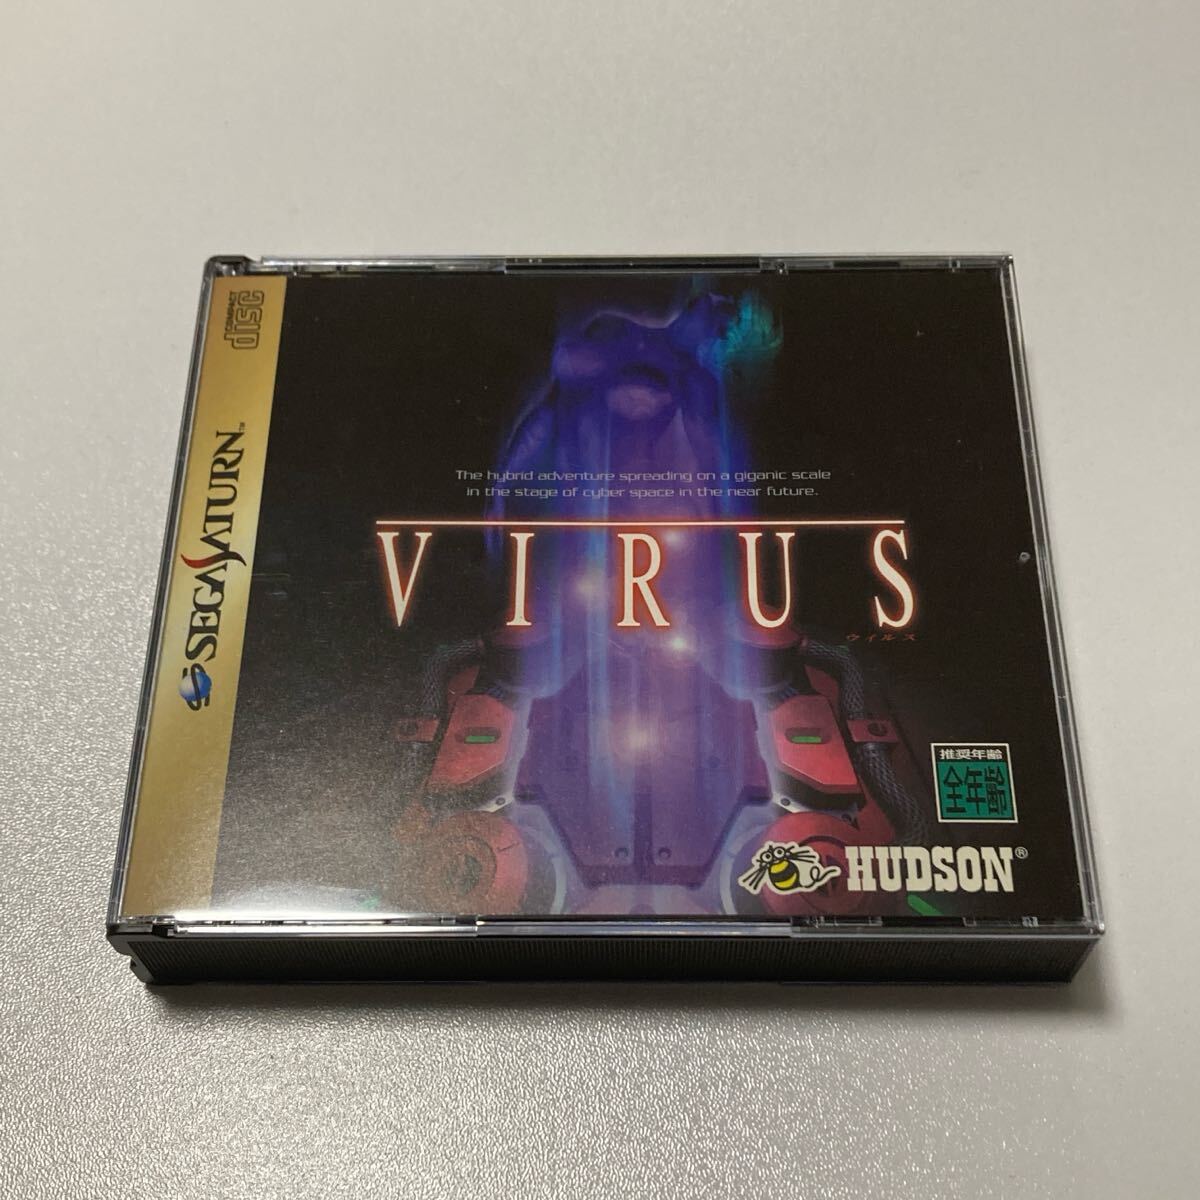 COMPACT
disc
SEGA SATURN™
The hybrid adventure spreading on a giganic scale
in the stage of cyber space in the near future.
VIRUS
ウイルス
推奨年齢
全年齢
HUDSON®